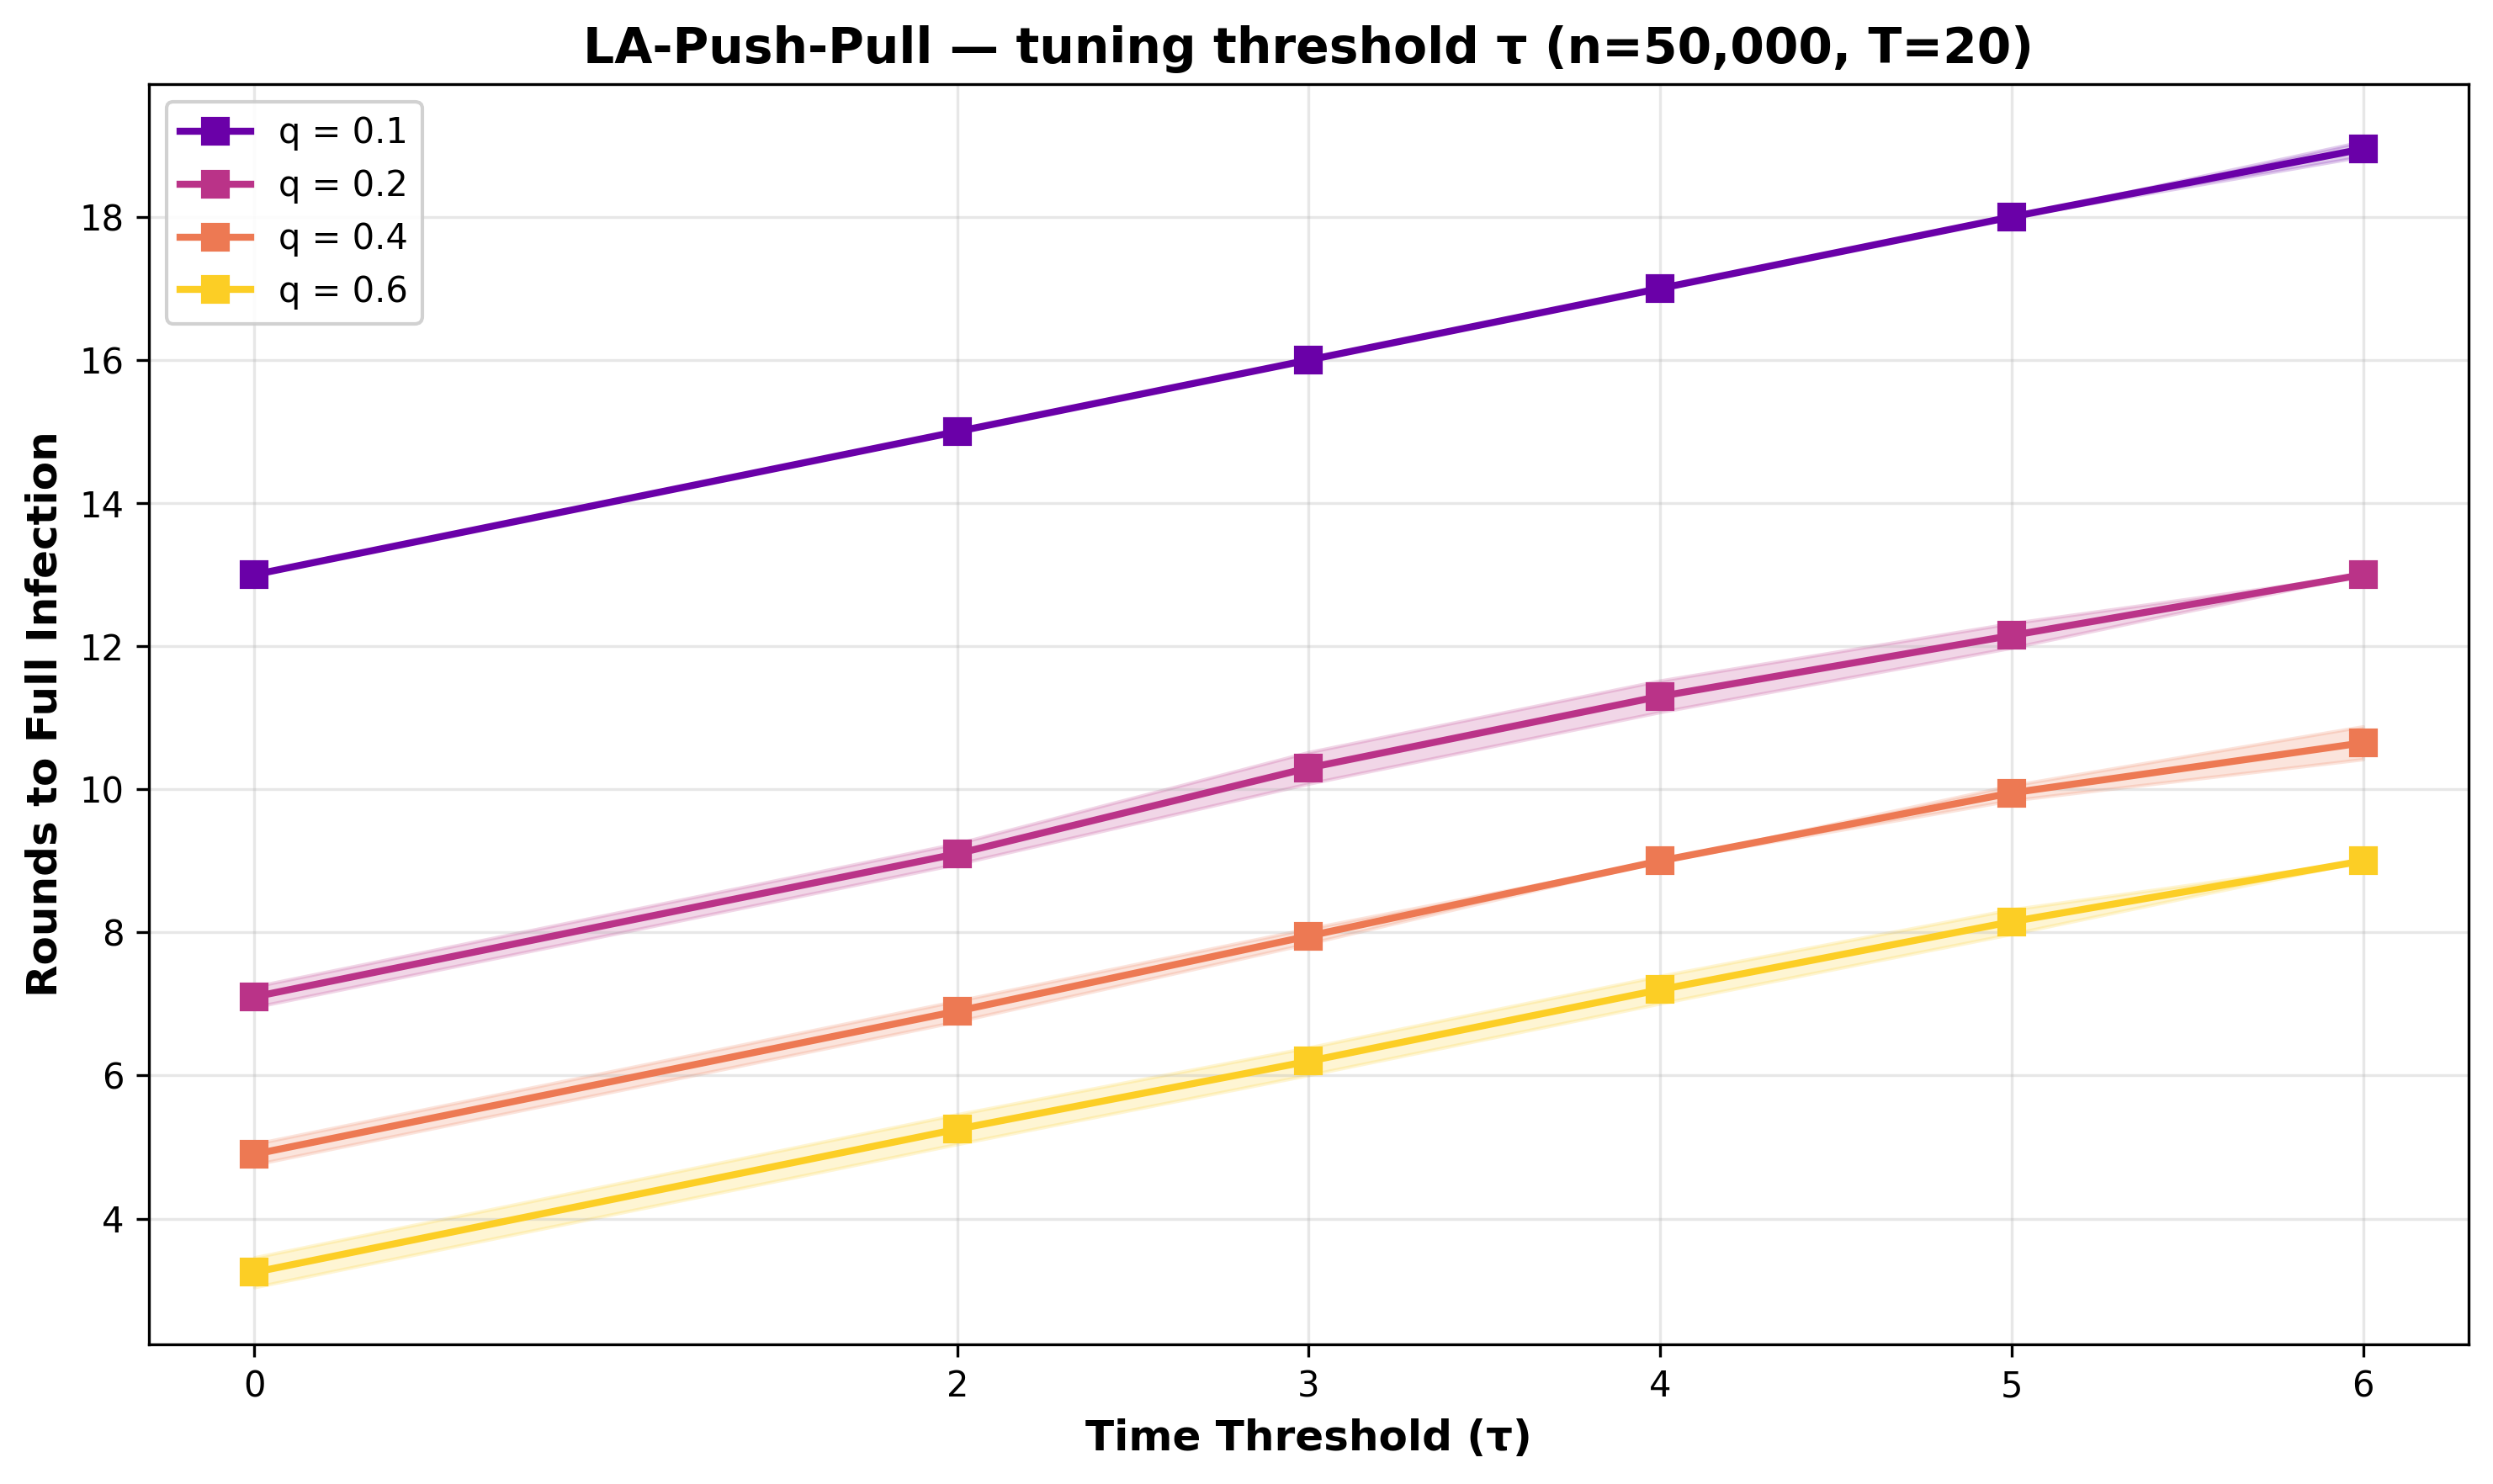 LA-Push-Pull — tuning threshold τ (n=50,000, T=20)
q = 0.1
q = 0.2
q = 0.4
q = 0.6
Rounds to Full Infection
18
16
14
12
10
8
6
4
0 2 3 4 5 6
Time Threshold (τ)